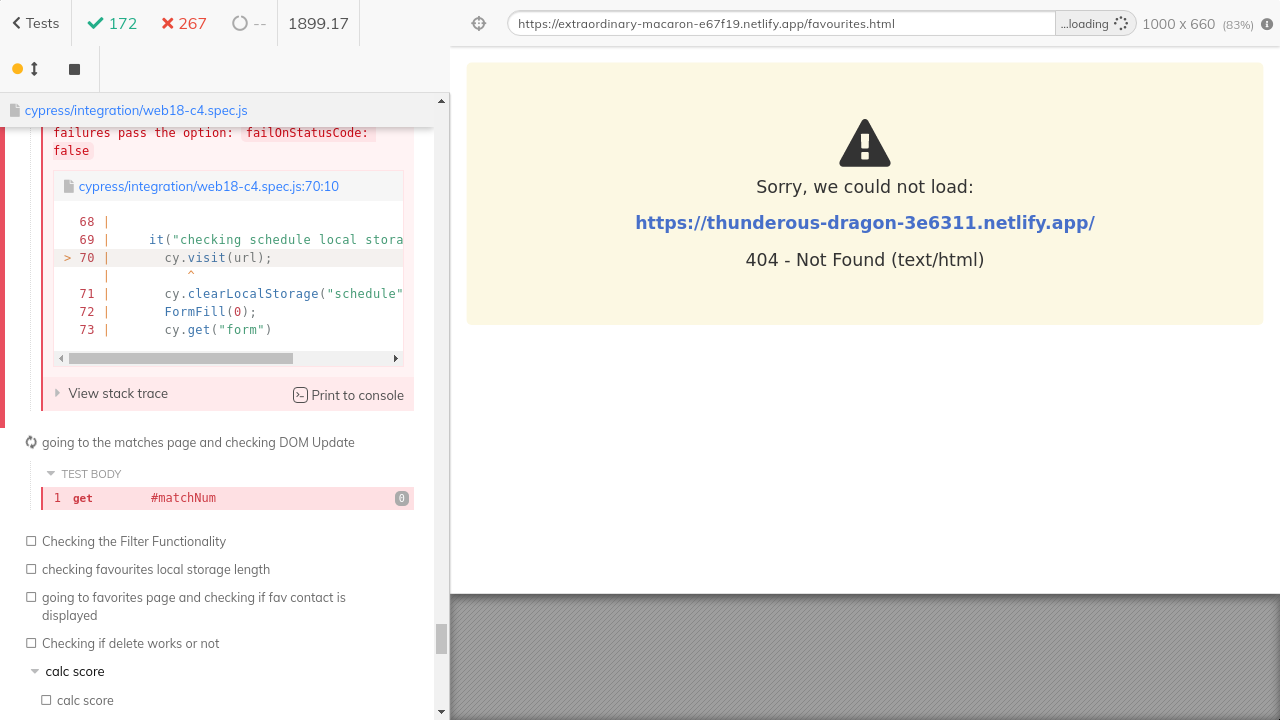 Tests
172
267
--
1899.17
https://extraordinary-macaron-e67f19.netlify.app/favourites.html
...loading
1000 x 660 (83%)
cypress/integration/web18-c4.spec.js
failures pass the option: failOnStatusCode:
false
cypress/integration/web18-c4.spec.js:70:10
68 |
69 | it("checking schedule local stora
> 70 | cy.visit(url);
| ^
71 | cy.clearLocalStorage("schedule"
72 | FormFill(0);
73 | cy.get("form")
View stack trace
Print to console
going to the matches page and checking DOM Update
TEST BODY
1 get #matchNum 0
Checking the Filter Functionality
checking favourites local storage length
going to favorites page and checking if fav contact is
displayed
Checking if delete works or not
calc score
calc score
Sorry, we could not load:
https://thunderous-dragon-3e6311.netlify.app/
404 - Not Found (text/html)